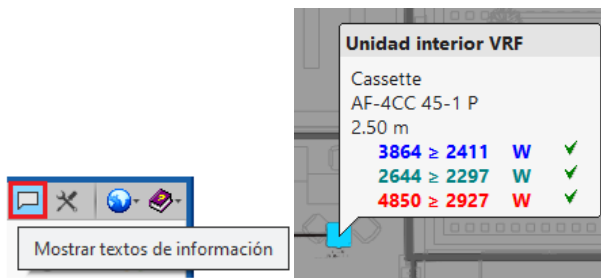 Mostrar textos de información
Unidad interior VRF
Cassette
AF-4CC 45-1 P
2.50 m
3864 ≥ 2411 W
2644 ≥ 2297 W
4850 ≥ 2927 W